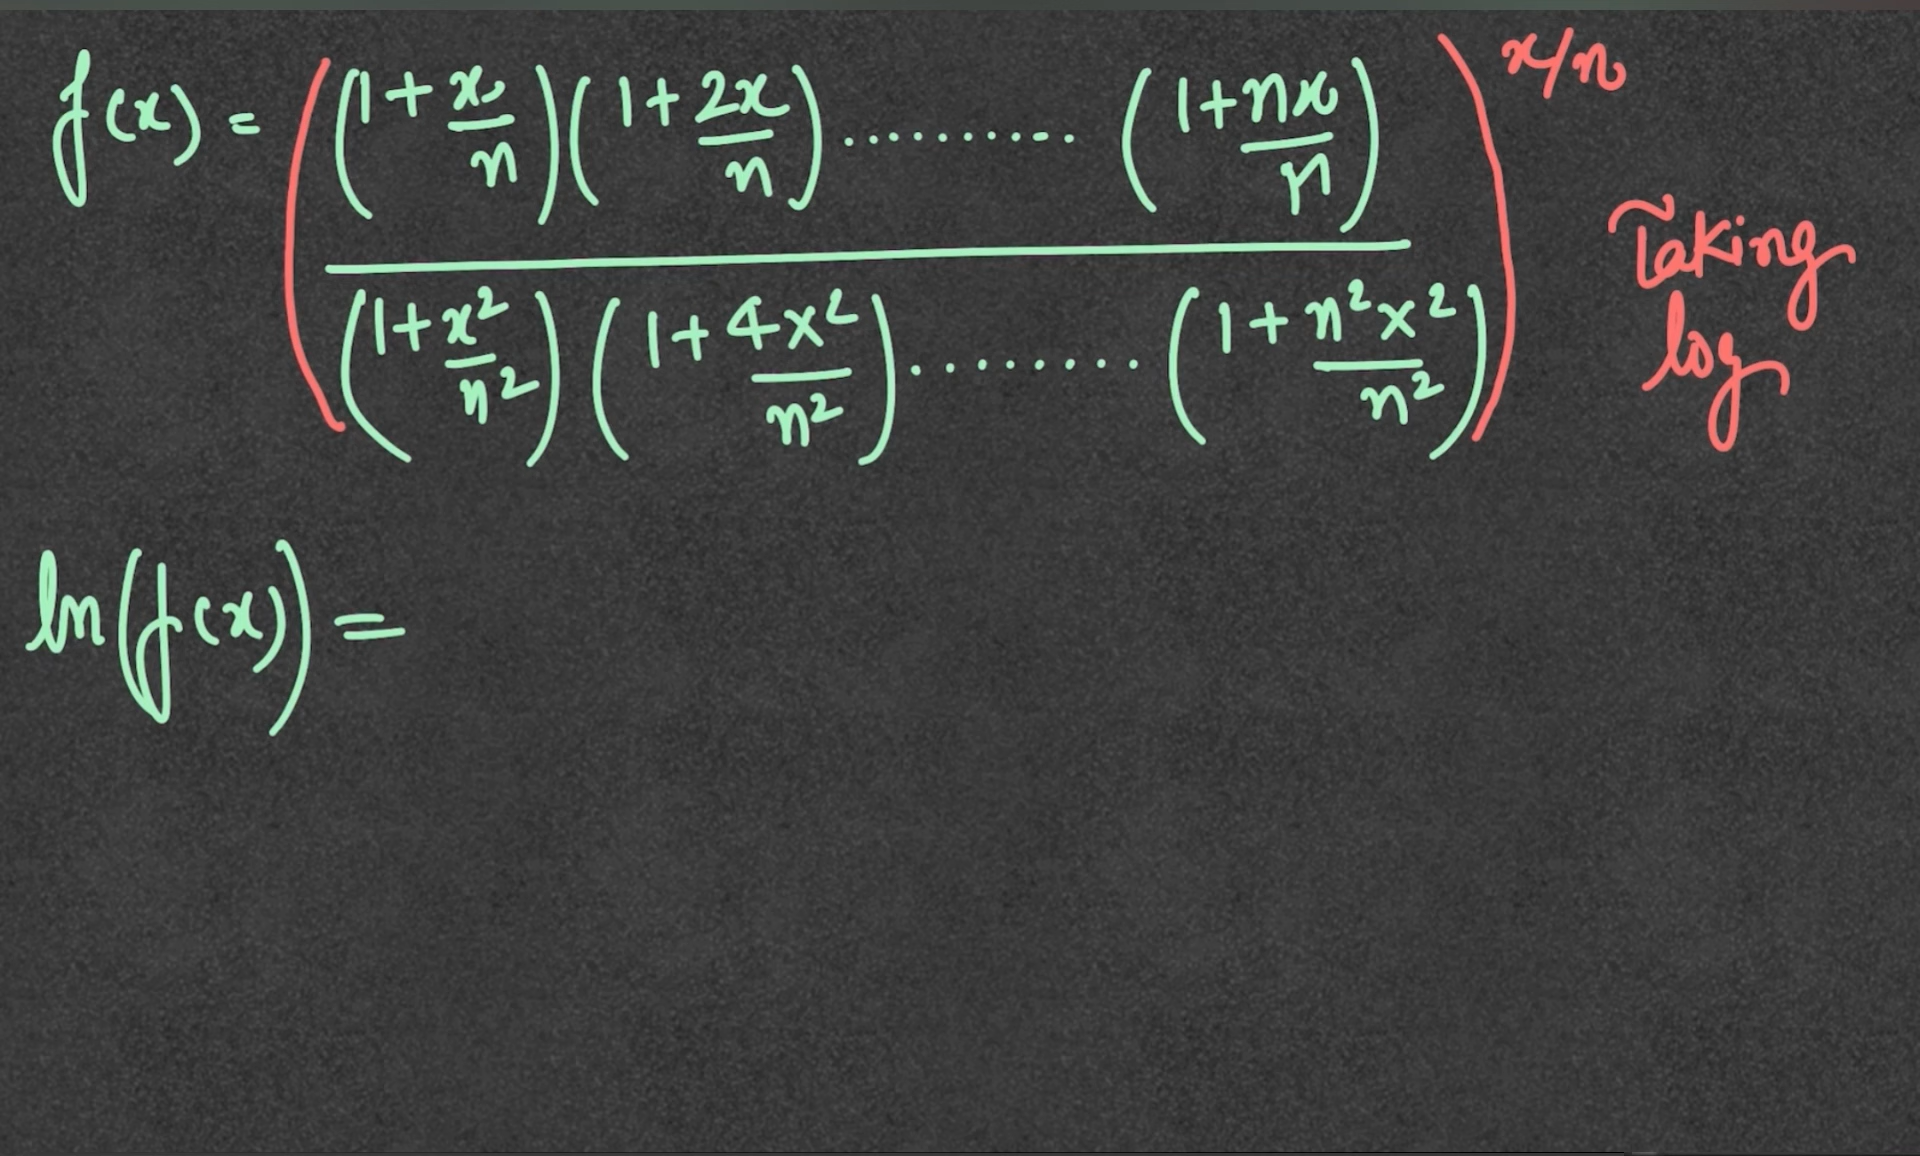 f(x) = ((1+x/n)(1+2x/n)..........(1+nx/n) / (1+x²/n²)(1+4x²/n²)........(1+n²x²/n²))^x/n
Taking
log
ln(f(x)) =